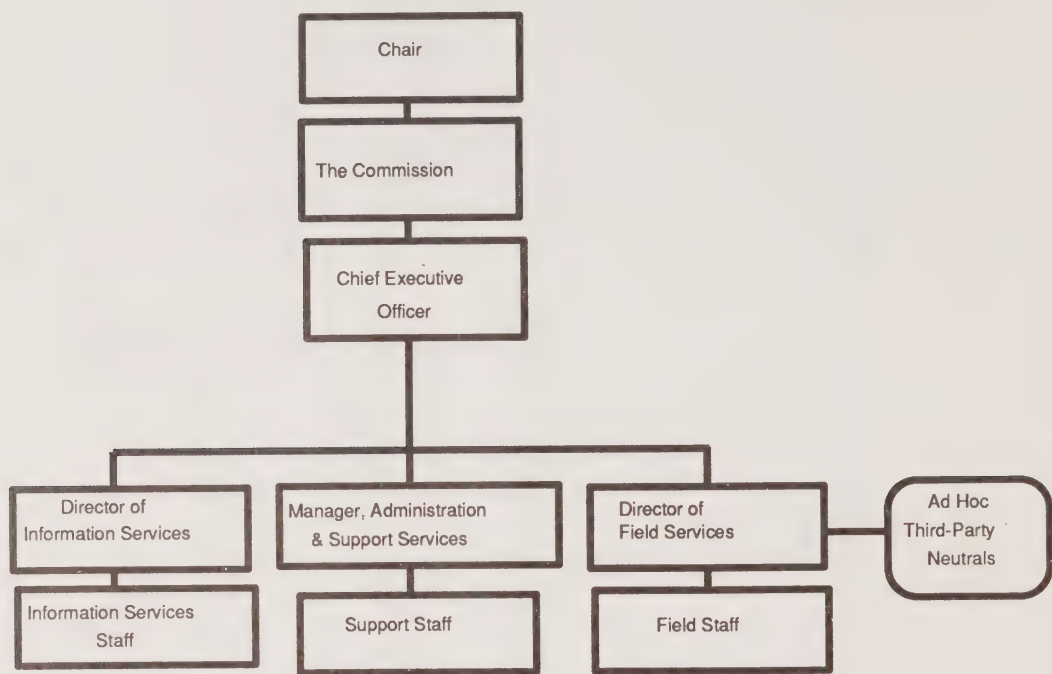 Chair
The Commission
Chief Executive
Officer
Director of
Information Services
Manager, Administration
& Support Services
Director of
Field Services
Ad Hoc
Third-Party
Neutrals
Information Services
Staff
Support Staff
Field Staff